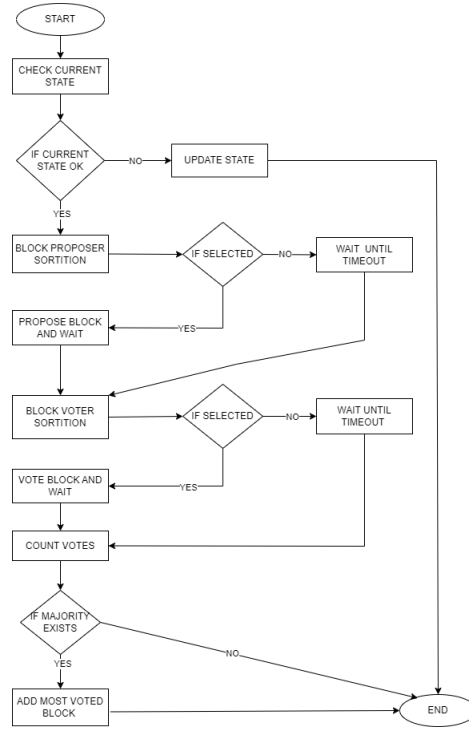 START
CHECK CURRENT
STATE
IF CURRENT
STATE OK
NO
UPDATE STATE
YES
BLOCK PROPOSER
SORTITION
IF SELECTED
NO
WAIT UNTIL
TIMEOUT
YES
PROPOSE BLOCK
AND WAIT
BLOCK VOTER
SORTITION
IF SELECTED
NO
WAIT UNTIL
TIMEOUT
YES
VOTE BLOCK AND
WAIT
COUNT VOTES
IF MAJORITY
EXISTS
NO
YES
ADD MOST VOTED
BLOCK
END